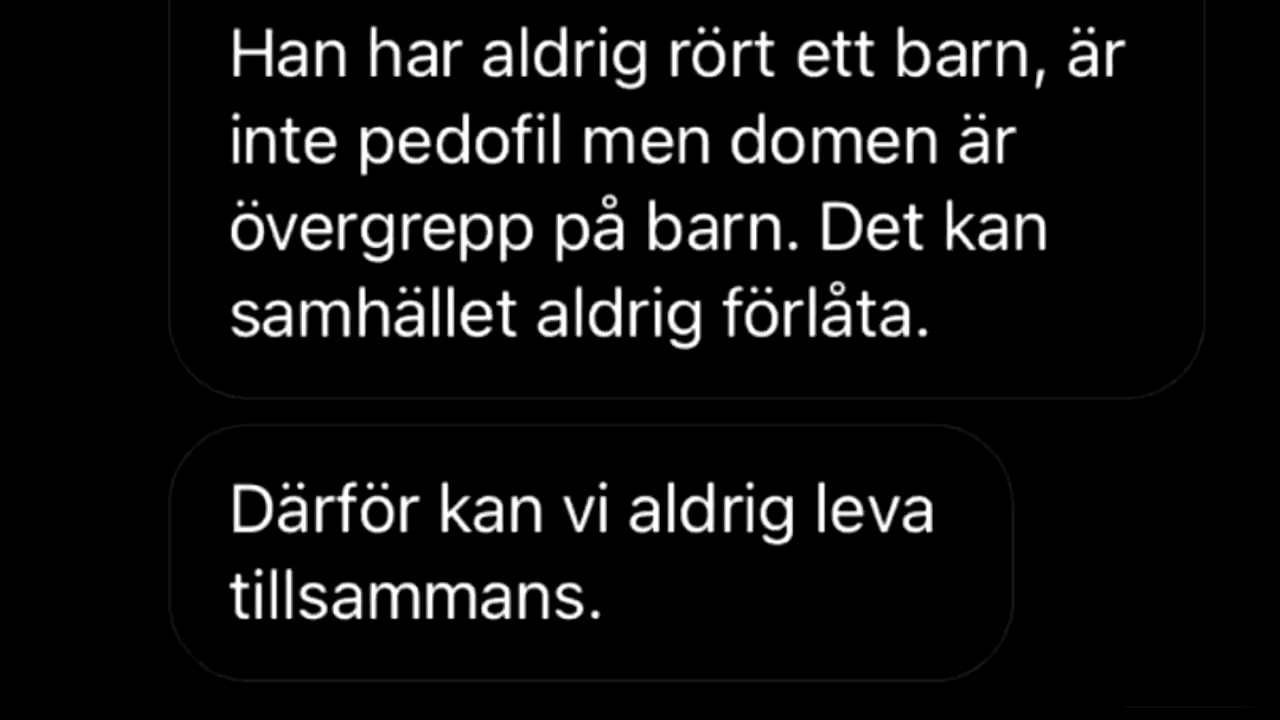 Han har aldrig rört ett barn, är
inte pedofil men domen är
övergrepp på barn. Det kan
samhället aldrig förlåta.
Därför kan vi aldrig leva
tillsammans.